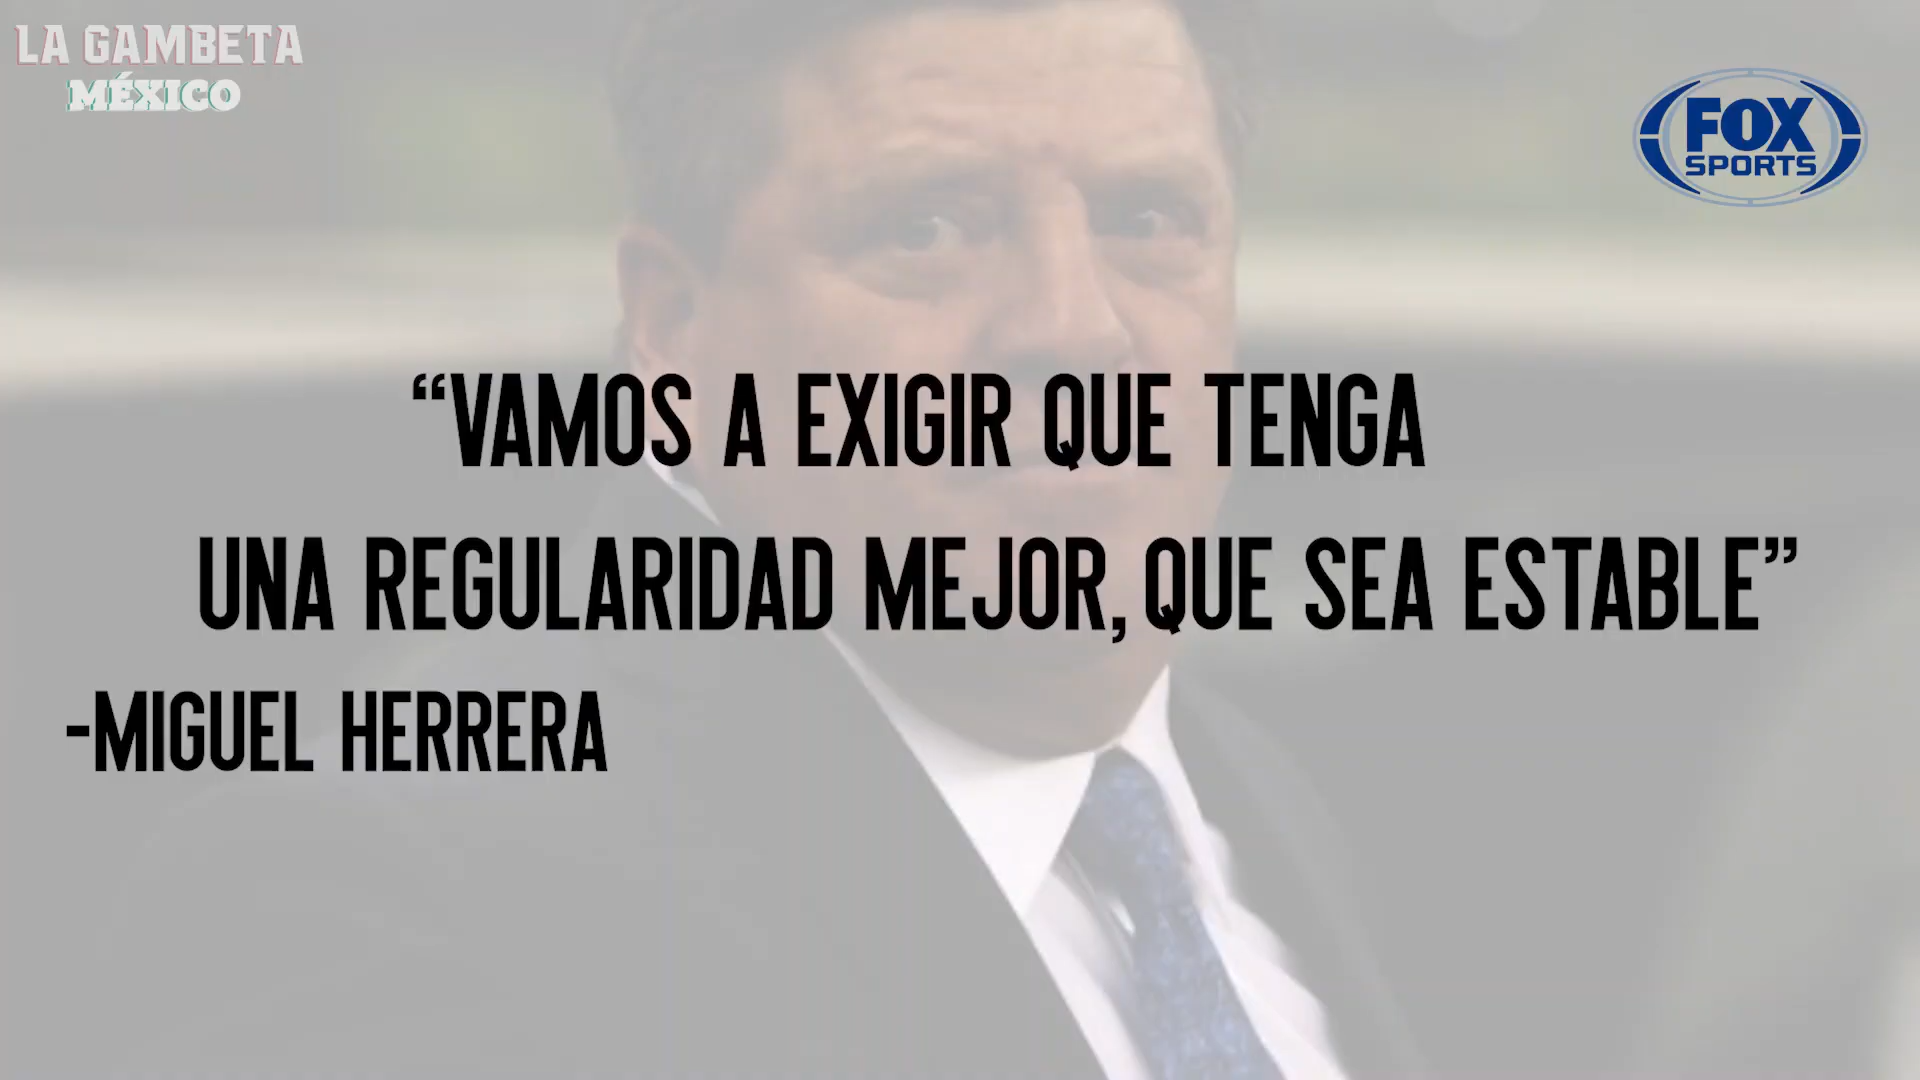 LA GAMBETA
MÉXICO
FOX
SPORTS
“VAMOS A EXIGIR QUE TENGA
UNA REGULARIDAD MEJOR, QUE SEA ESTABLE”
-MIGUEL HERRERA